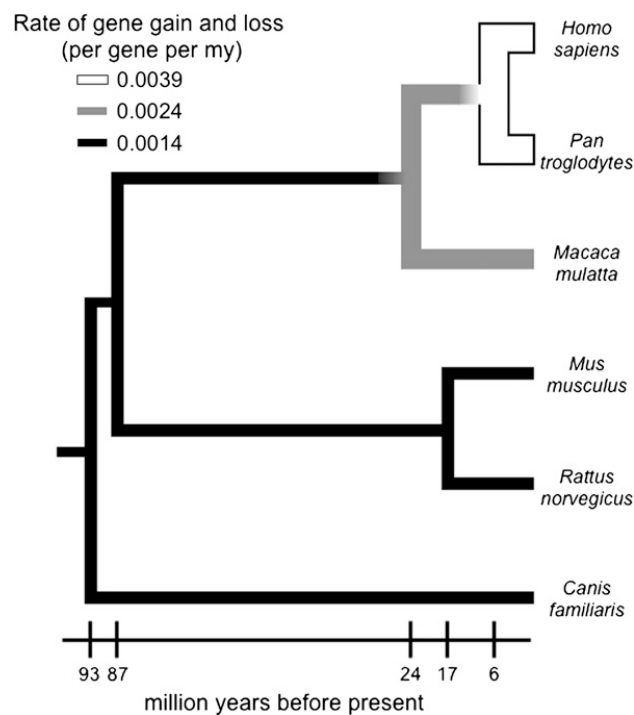 Rate of gene gain and loss
(per gene per my)
0.0039
0.0024
0.0014
Homo
sapiens
Pan
troglodytes
Macaca
mulatta
Mus
musculus
Rattus
norvegicus
Canis
familiaris
93 87 24 17 6
million years before present